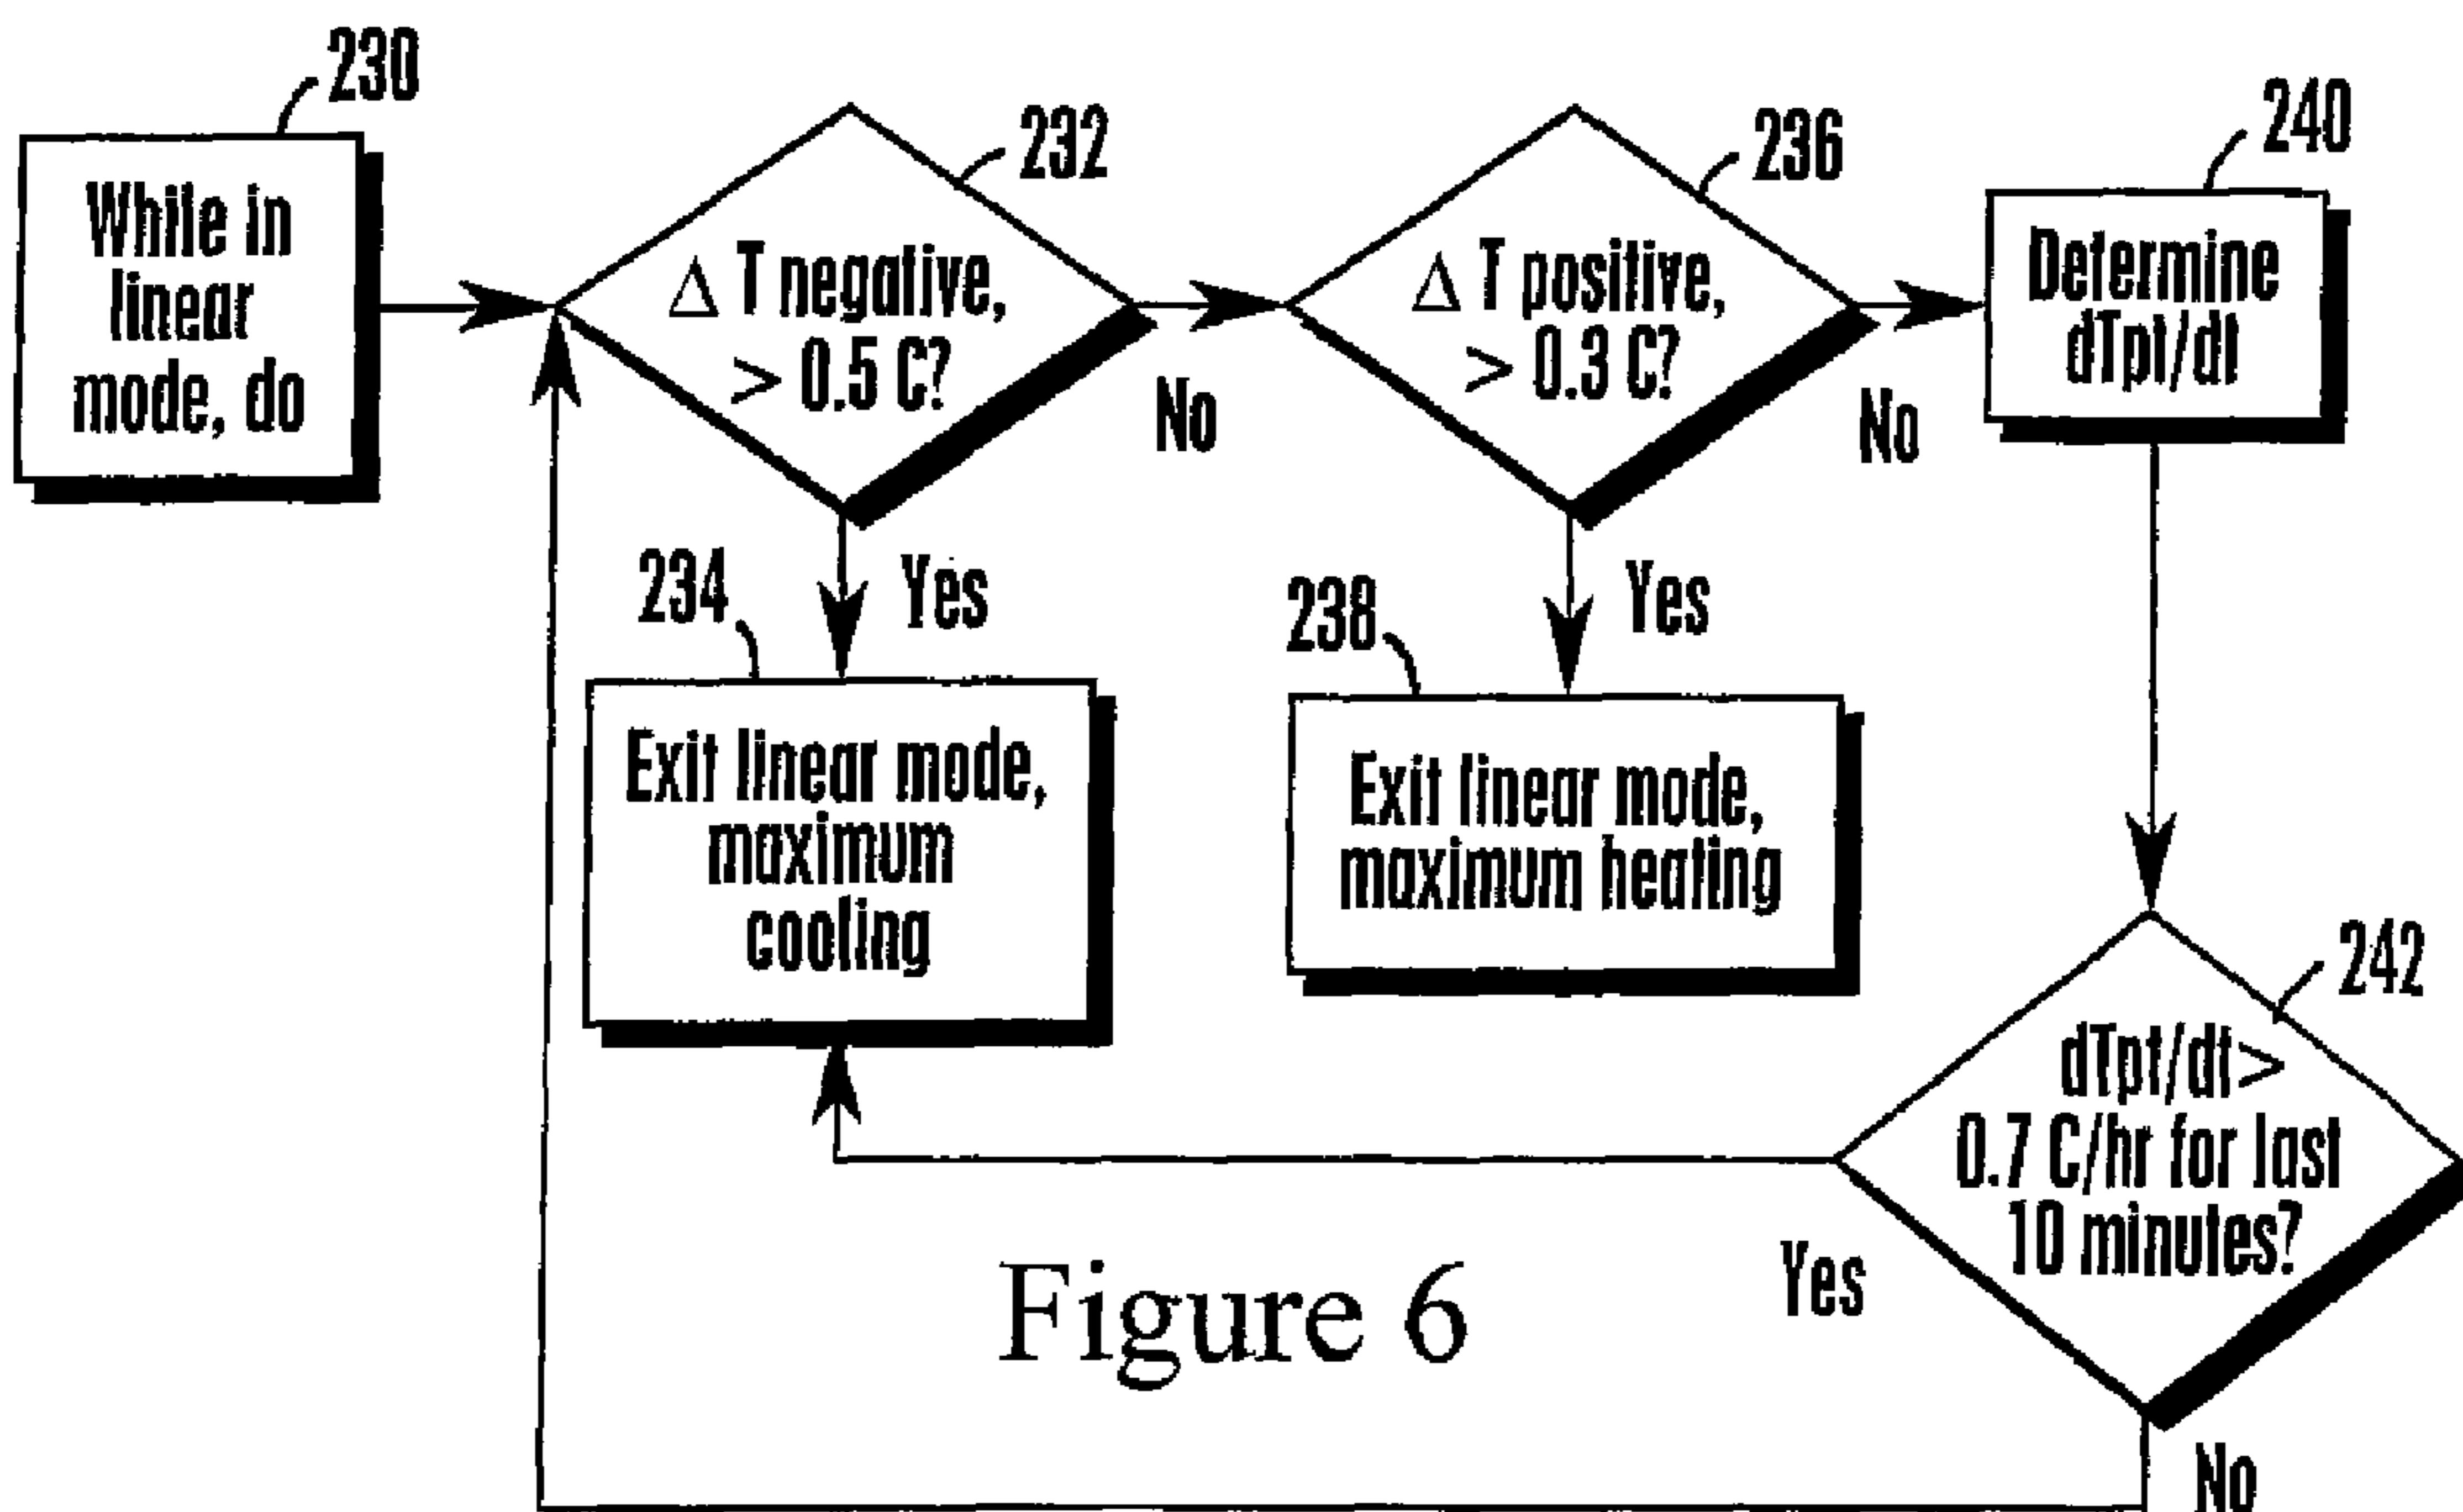 230
While in
linear
mode, do
232
Δ T negative,
> 0.5 C?
No
Yes
236
Δ T positive,
> 0.3 C?
No
Yes
240
Determine
dTpt/dt
234
Exit linear mode,
maximum
cooling
238
Exit linear mode,
maximum heating
242
dTpt/dt>
0.7 C/hr for last
10 minutes?
Yes
No
Figure 6